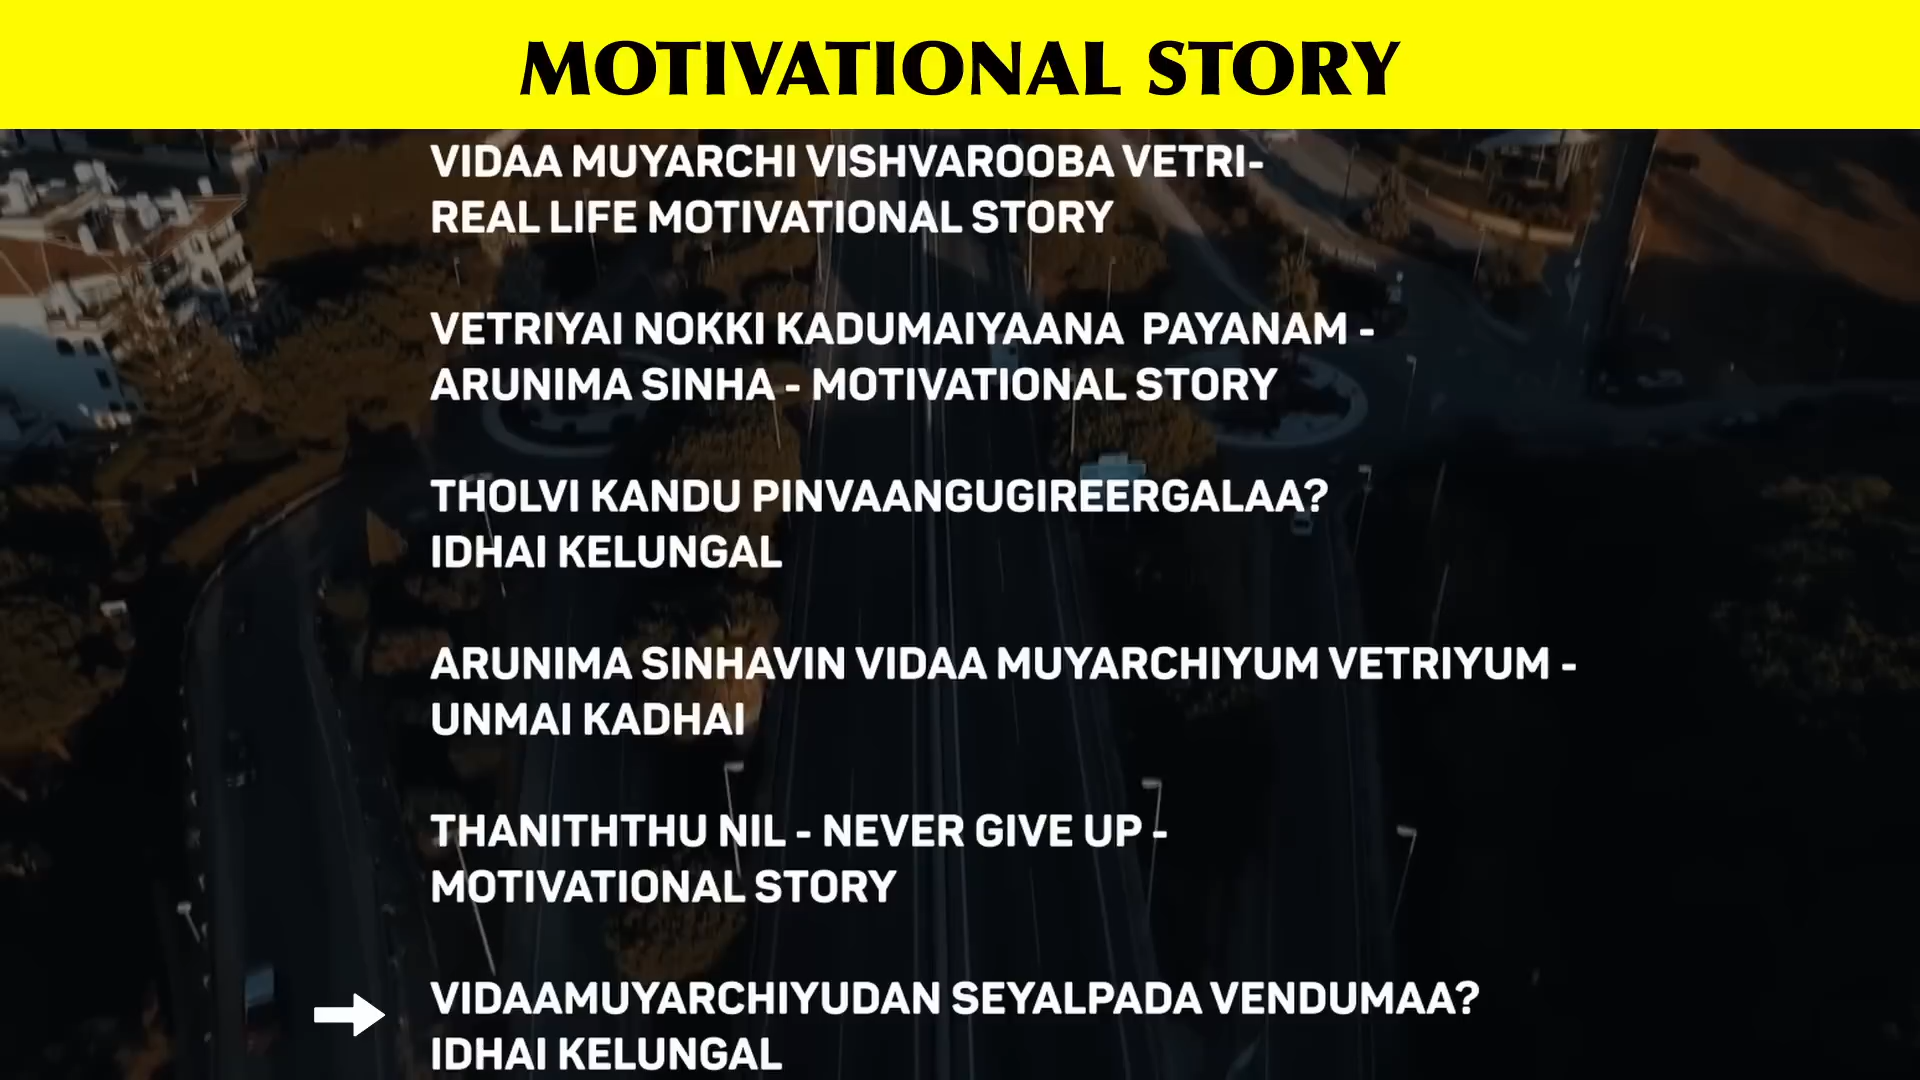 MOTIVATIONAL STORY
VIDAA MUYARCHI VISHVAROOBA VETRI-
REAL LIFE MOTIVATIONAL STORY
VETRIYAI NOKKI KADUMAIYAANA PAYANAM -
ARUNIMA SINHA - MOTIVATIONAL STORY
THOLVI KANDU PINVAANGUGIREERGALAA?
IDHAI KELUNGAL
ARUNIMA SINHAVIN VIDAA MUYARCHIYUM VETRIYUM -
UNMAI KADHAI
THANITHTHU NIL - NEVER GIVE UP -
MOTIVATIONAL STORY
VIDAAMUYARCHIYUDAN SEYALPADA VENDUMAA?
IDHAI KELUNGAL